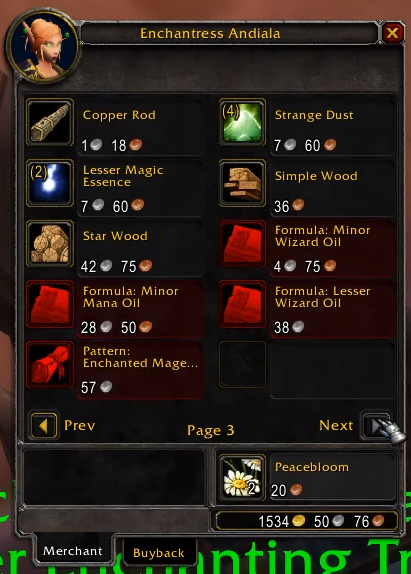 Enchantress Andiala
Copper Rod
1 18
(4)
Strange Dust
7 60
(2)
Lesser Magic
Essence
7 60
Simple Wood
36
Star Wood
42 75
Formula: Minor
Wizard Oil
4 75
Formula: Minor
Mana Oil
28 50
Formula: Lesser
Wizard Oil
38
Pattern:
Enchanted Mage...
57
Prev
Page 3
Next
2
Peacebloom
20
1534 50 76
Merchant
Buyback
er Enchanting Tr